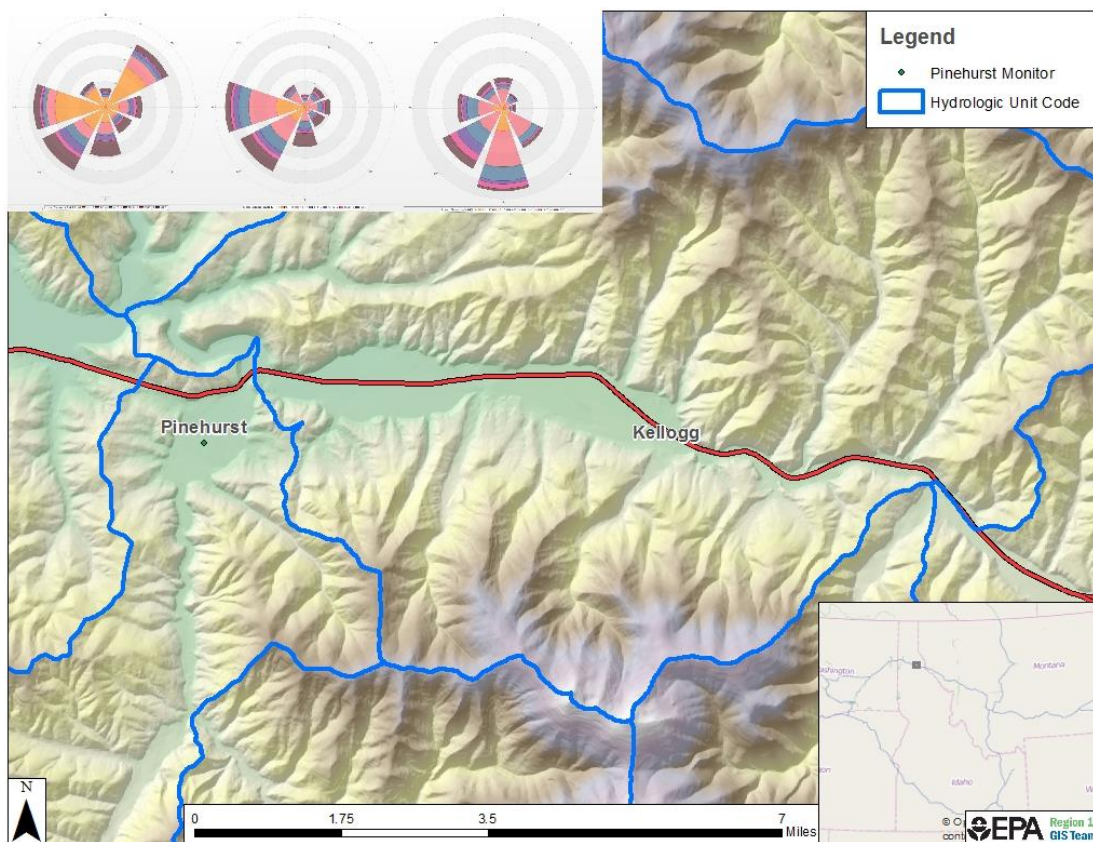 Legend
Pinehurst Monitor
Hydrologic Unit Code
Pinehurst
Kellogg
N
0 1.75 3.5 7
Miles
Montana
Idaho
EPA
Region 1
GIS Team